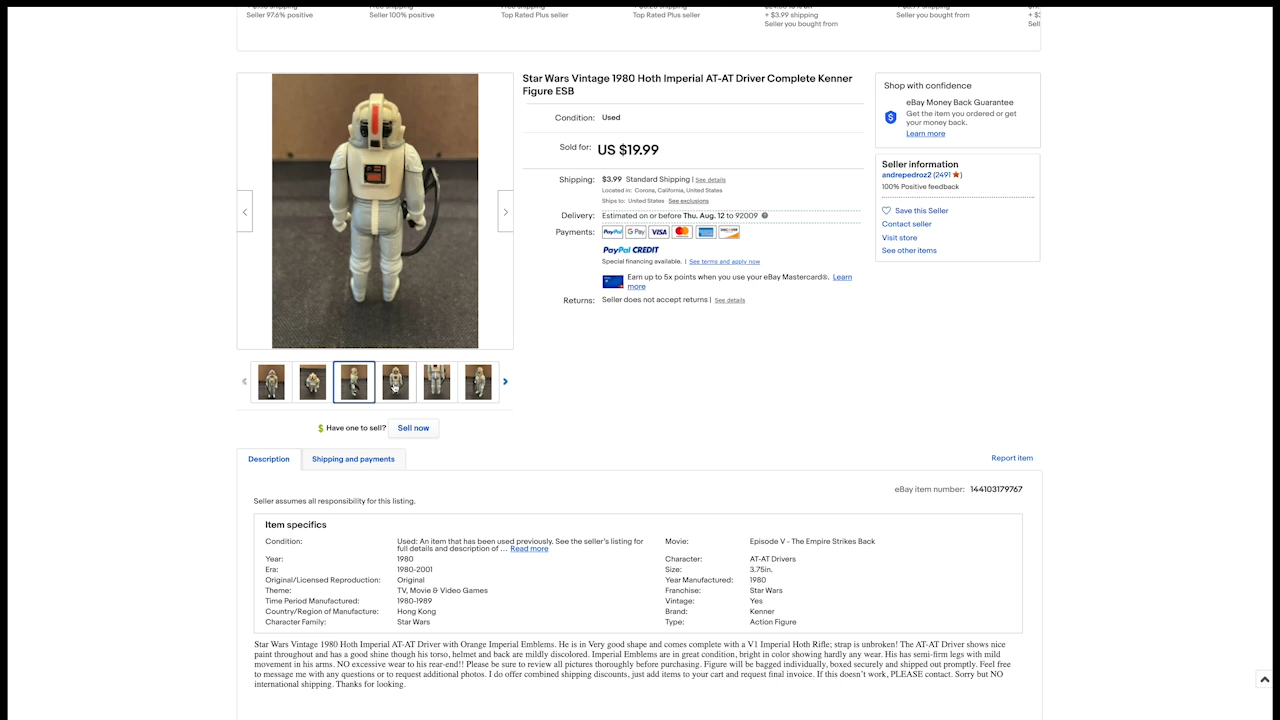 Seller 97.6% positive
Seller 100% positive
Top Rated Plus seller
Top Rated Plus seller
+ $3.99 shipping
Seller you bought from
Seller you bought from
Star Wars Vintage 1980 Hoth Imperial AT-AT Driver Complete Kenner
Figure ESB
Condition: Used
Sold for: US $19.99
Shipping: $3.99 Standard Shipping | See details
Located in: Corona, California, United States
Ships to: United States See exclusions
Delivery: Estimated on or before Thu. Aug. 12 to 92009
Payments: PayPal G Pay VISA
PayPal CREDIT
Special financing available. | See terms and apply now
Earn up to 5x points when you use your eBay Mastercard®. Learn
more
Returns: Seller does not accept returns | See details
Shop with confidence
eBay Money Back Guarantee
Get the item you ordered or get
your money back.
Learn more
Seller information
andrepedroz2 (2491 ★)
100% Positive feedback
Save this Seller
Contact seller
Visit store
See other items
$ Have one to sell? Sell now
Description
Shipping and payments
Report item
eBay item number: 144103179767
Seller assumes all responsibility for this listing.
Item specifics
Condition: Used: An item that has been used previously. See the seller's listing for
full details and description of ... Read more
Movie: Episode V - The Empire Strikes Back
Year: 1980
Character: AT-AT Drivers
Era: 1980-2001
Size: 3.75in.
Original/Licensed Reproduction: Original
Year Manufactured: 1980
Theme: TV, Movie & Video Games
Franchise: Star Wars
Time Period Manufactured: 1980-1989
Vintage: Yes
Country/Region of Manufacture: Hong Kong
Brand: Kenner
Character Family: Star Wars
Type: Action Figure
Star Wars Vintage 1980 Hoth Imperial AT-AT Driver with Orange Imperial Emblems. He is in Very good shape and comes complete with a V1 Imperial Hoth Rifle; strap is unbroken! The AT-AT Driver shows nice
paint throughout and has a good shine though his torso, helmet and back are mildly discolored. Imperial Emblems are in great condition, bright in color showing hardly any wear. His has semi-firm legs with mild
movement in his arms. NO excessive wear to his rear-end!! Please be sure to review all pictures thoroughly before purchasing. Figure will be bagged individually, boxed securely and shipped out promptly. Feel free
to message me with any questions or to request additional photos. I do offer combined shipping discounts, just add items to your cart and request final invoice. If this doesn't work, PLEASE contact. Sorry but NO
international shipping. Thanks for looking.